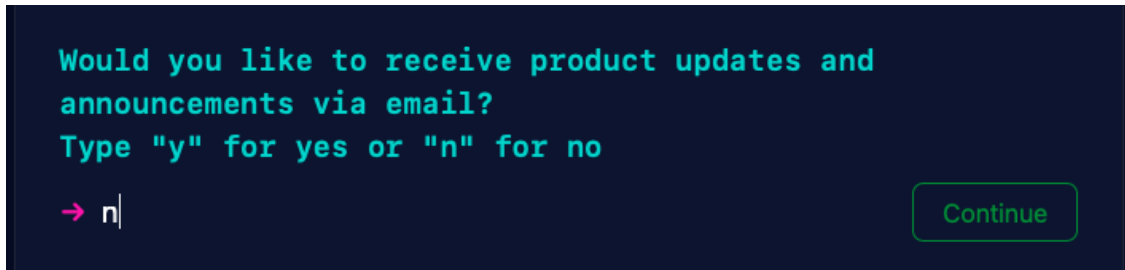 Would you like to receive product updates and
announcements via email?
Type "y" for yes or "n" for no
→ n
Continue